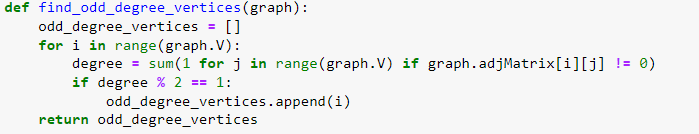 def find_odd_degree_vertices(graph):
    odd_degree_vertices = []
    for i in range(graph.V):
        degree = sum(1 for j in range(graph.V) if graph.adjMatrix[i][j] != 0)
        if degree % 2 == 1:
            odd_degree_vertices.append(i)
    return odd_degree_vertices